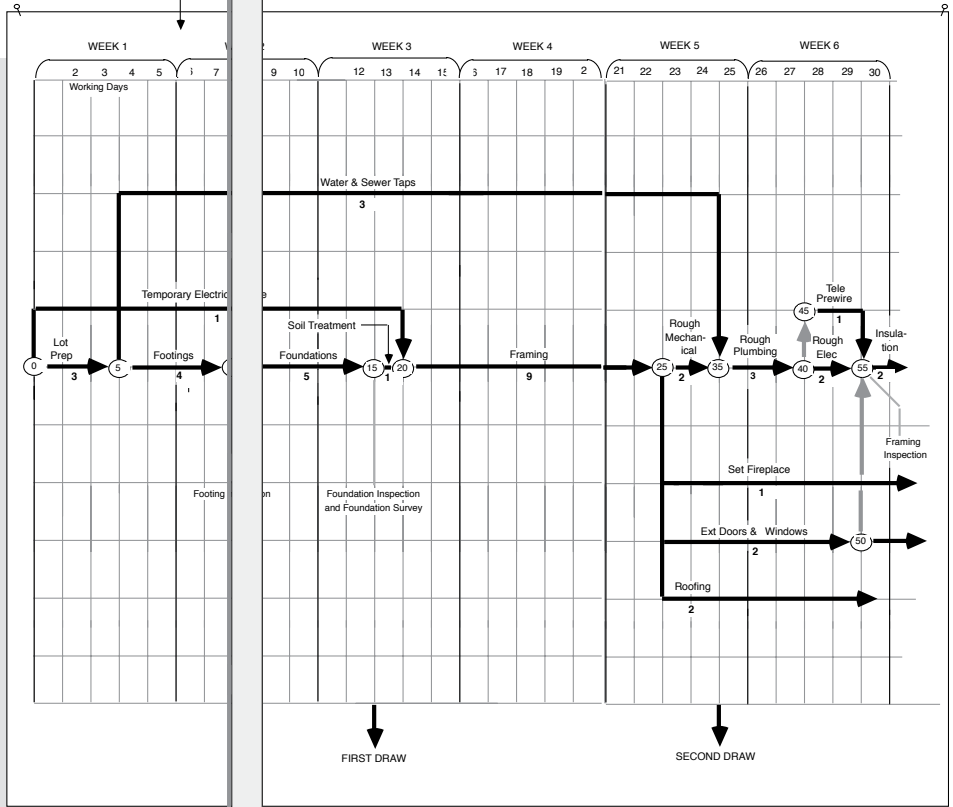 WEEK 1
2
WEEK 3
WEEK 4
WEEK 5
WEEK 6
2 3 4 5 7 9 10 12 13 14 15 17 18 19 2 21 22 23 24 25 26 27 28 29 30
Working Days
Water & Sewer Taps
3
Temporary Electric
1
Soil Treatment
Lot
Prep
3
Footings
4
Foundations
5
1
Framing
9
Rough
Mechan-
ical
2
Rough
Plumbing
3
Rough
Elec
2
Tele
Prewire
1
Insula-
tion
2
0
5
15
20
25
35
40
45
55
Framing
Inspection
Set Fireplace
1
Footing
Foundation Inspection
and Foundation Survey
Ext Doors & Windows
2
50
Roofing
2
FIRST DRAW
SECOND DRAW